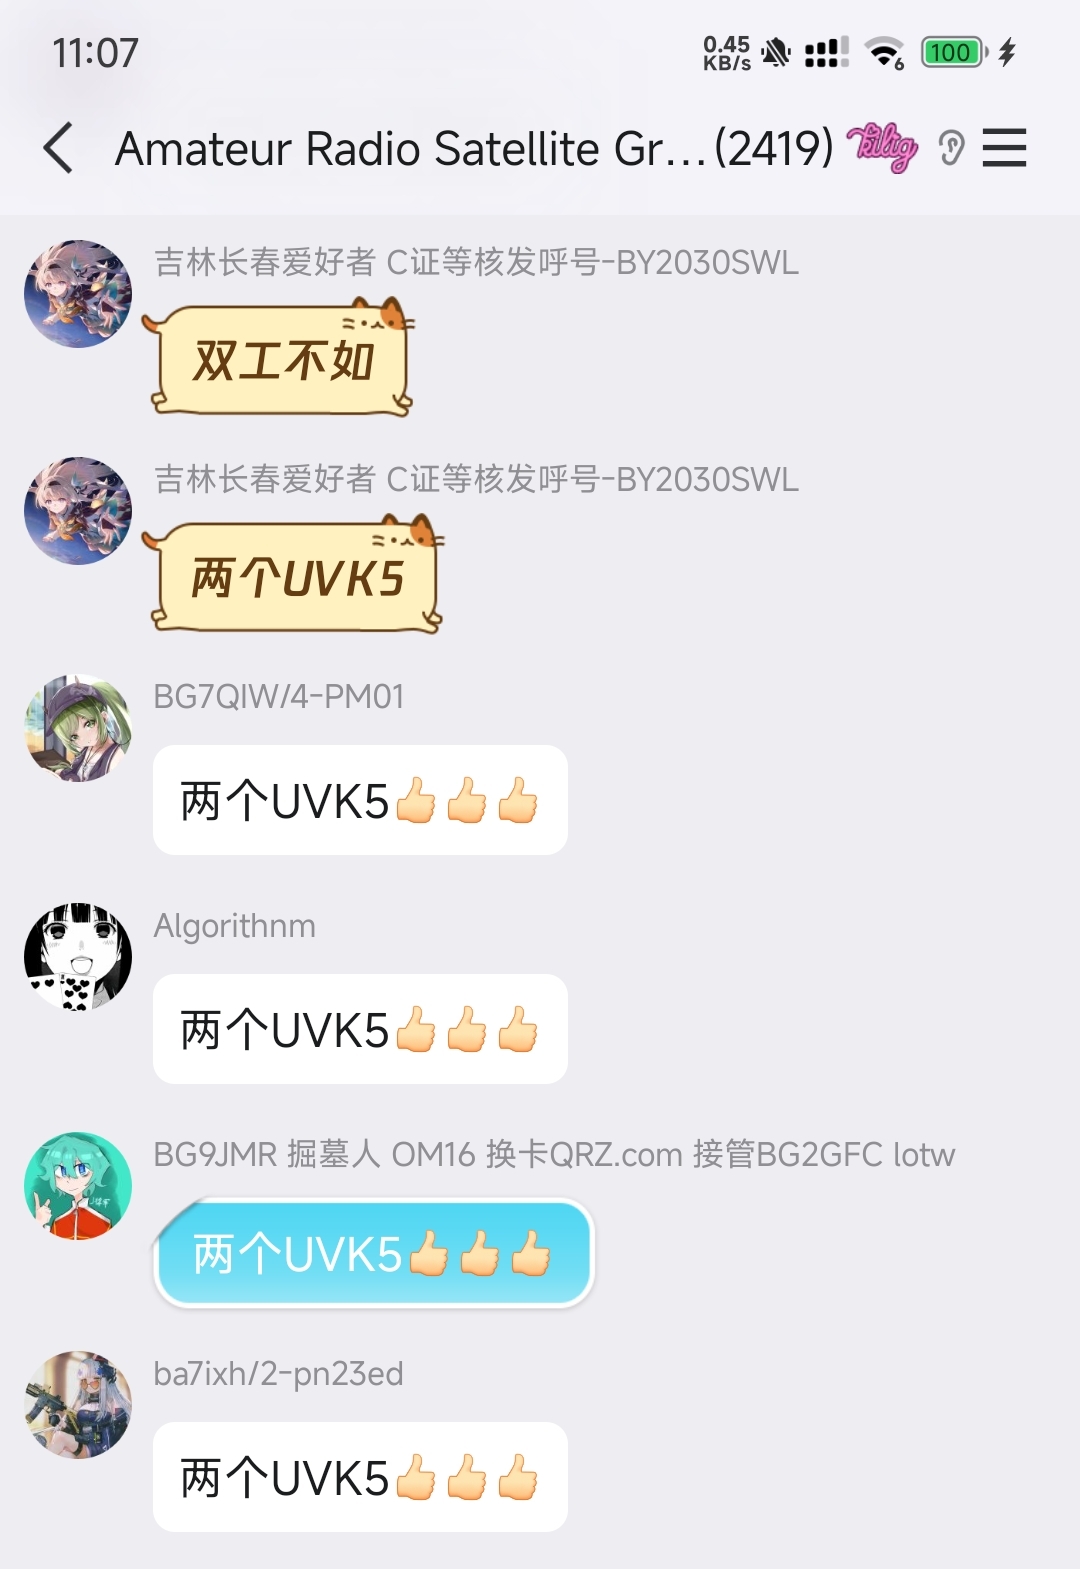 11:07
0.45
KB/s
6
100
Amateur Radio Satellite Gr...(2419)
kilig
吉林长春爱好者 C证等核发呼号-BY2030SWL
双工不如
吉林长春爱好者 C证等核发呼号-BY2030SWL
两个UVK5
BG7QIW/4-PM01
两个UVK5👍👍👍
Algorithnm
两个UVK5👍👍👍
BG9JMR 掘墓人 OM16 换卡QRZ.com 接管BG2GFC lotw
两个UVK5👍👍👍
ba7ixh/2-pn23ed
两个UVK5👍👍👍